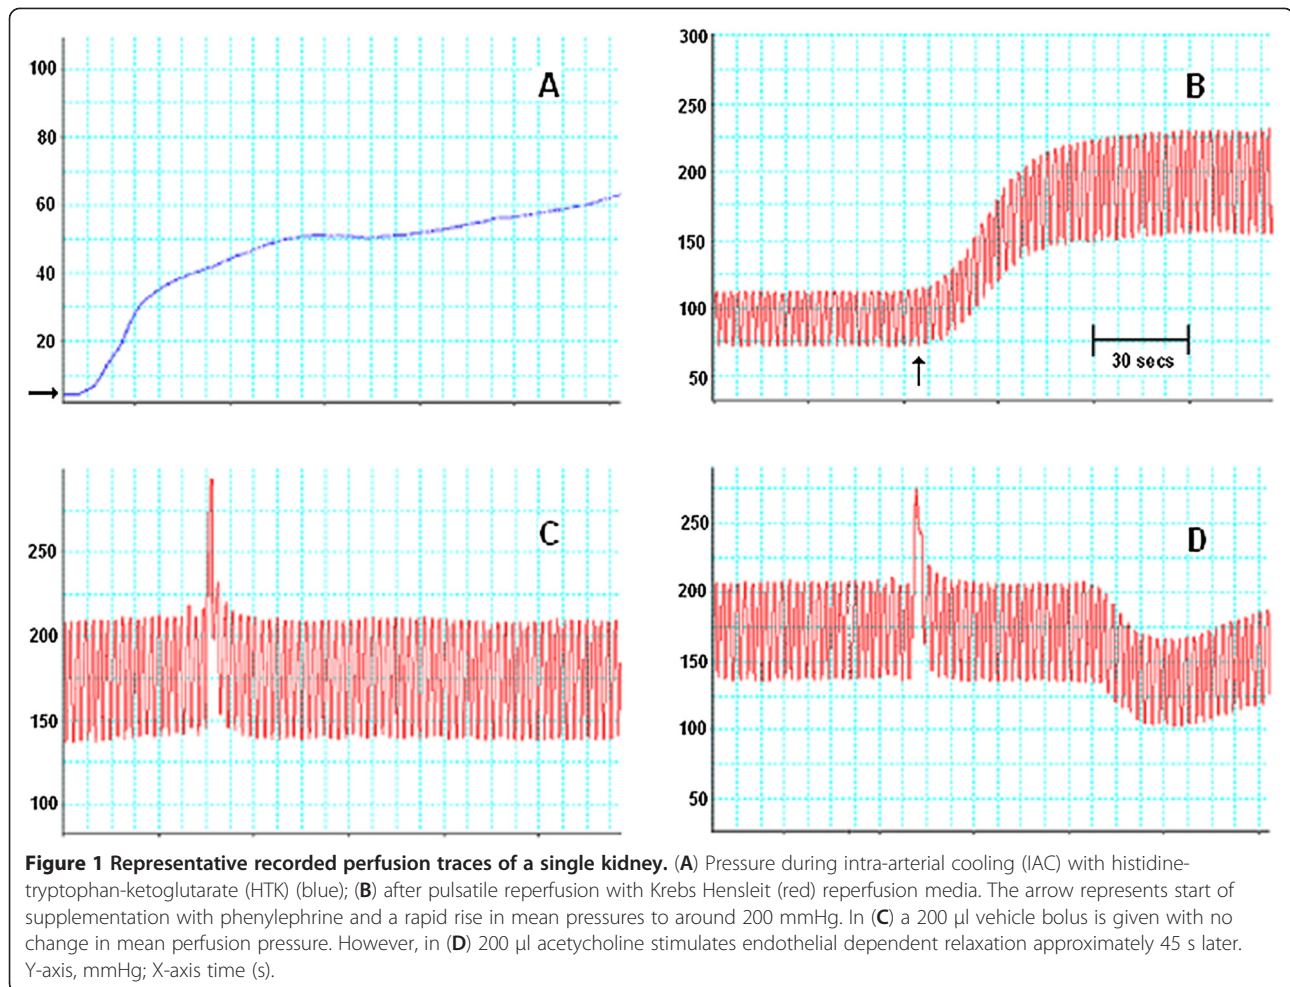 100
80
60
40
20
A
300
250
200
150
100
50
B
30 secs
250
200
150
100
C
250
200
150
100
50
D
Figure 1 Representative recorded perfusion traces of a single kidney. (A) Pressure during intra-arterial cooling (IAC) with histidine-
tryptophan-ketoglutarate (HTK) (blue); (B) after pulsatile reperfusion with Krebs Hensleit (red) reperfusion media. The arrow represents start of
supplementation with phenylephrine and a rapid rise in mean pressures to around 200 mmHg. In (C) a 200 μl vehicle bolus is given with no
change in mean perfusion pressure. However, in (D) 200 μl acetycholine stimulates endothelial dependent relaxation approximately 45 s later.
Y-axis, mmHg; X-axis time (s).